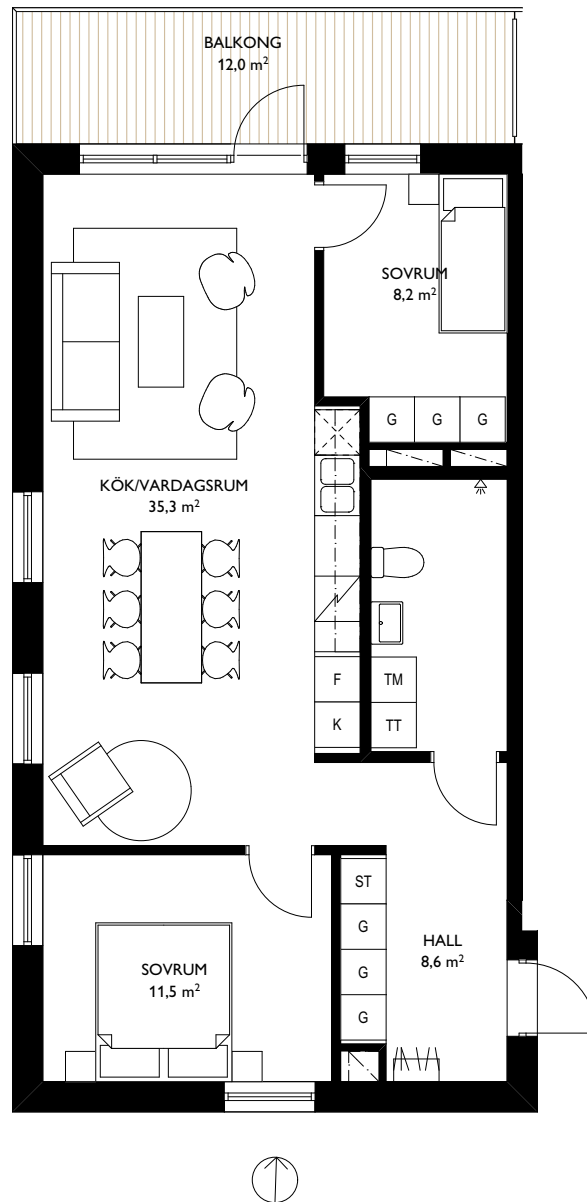 BALKONG
12,0 m²
SOVRUM
8,2 m²
G G G
KÖK/VARDAGSRUM
35,3 m²
F
TM
K
TT
ST
G
G
G
HALL
8,6 m²
SOVRUM
11,5 m²